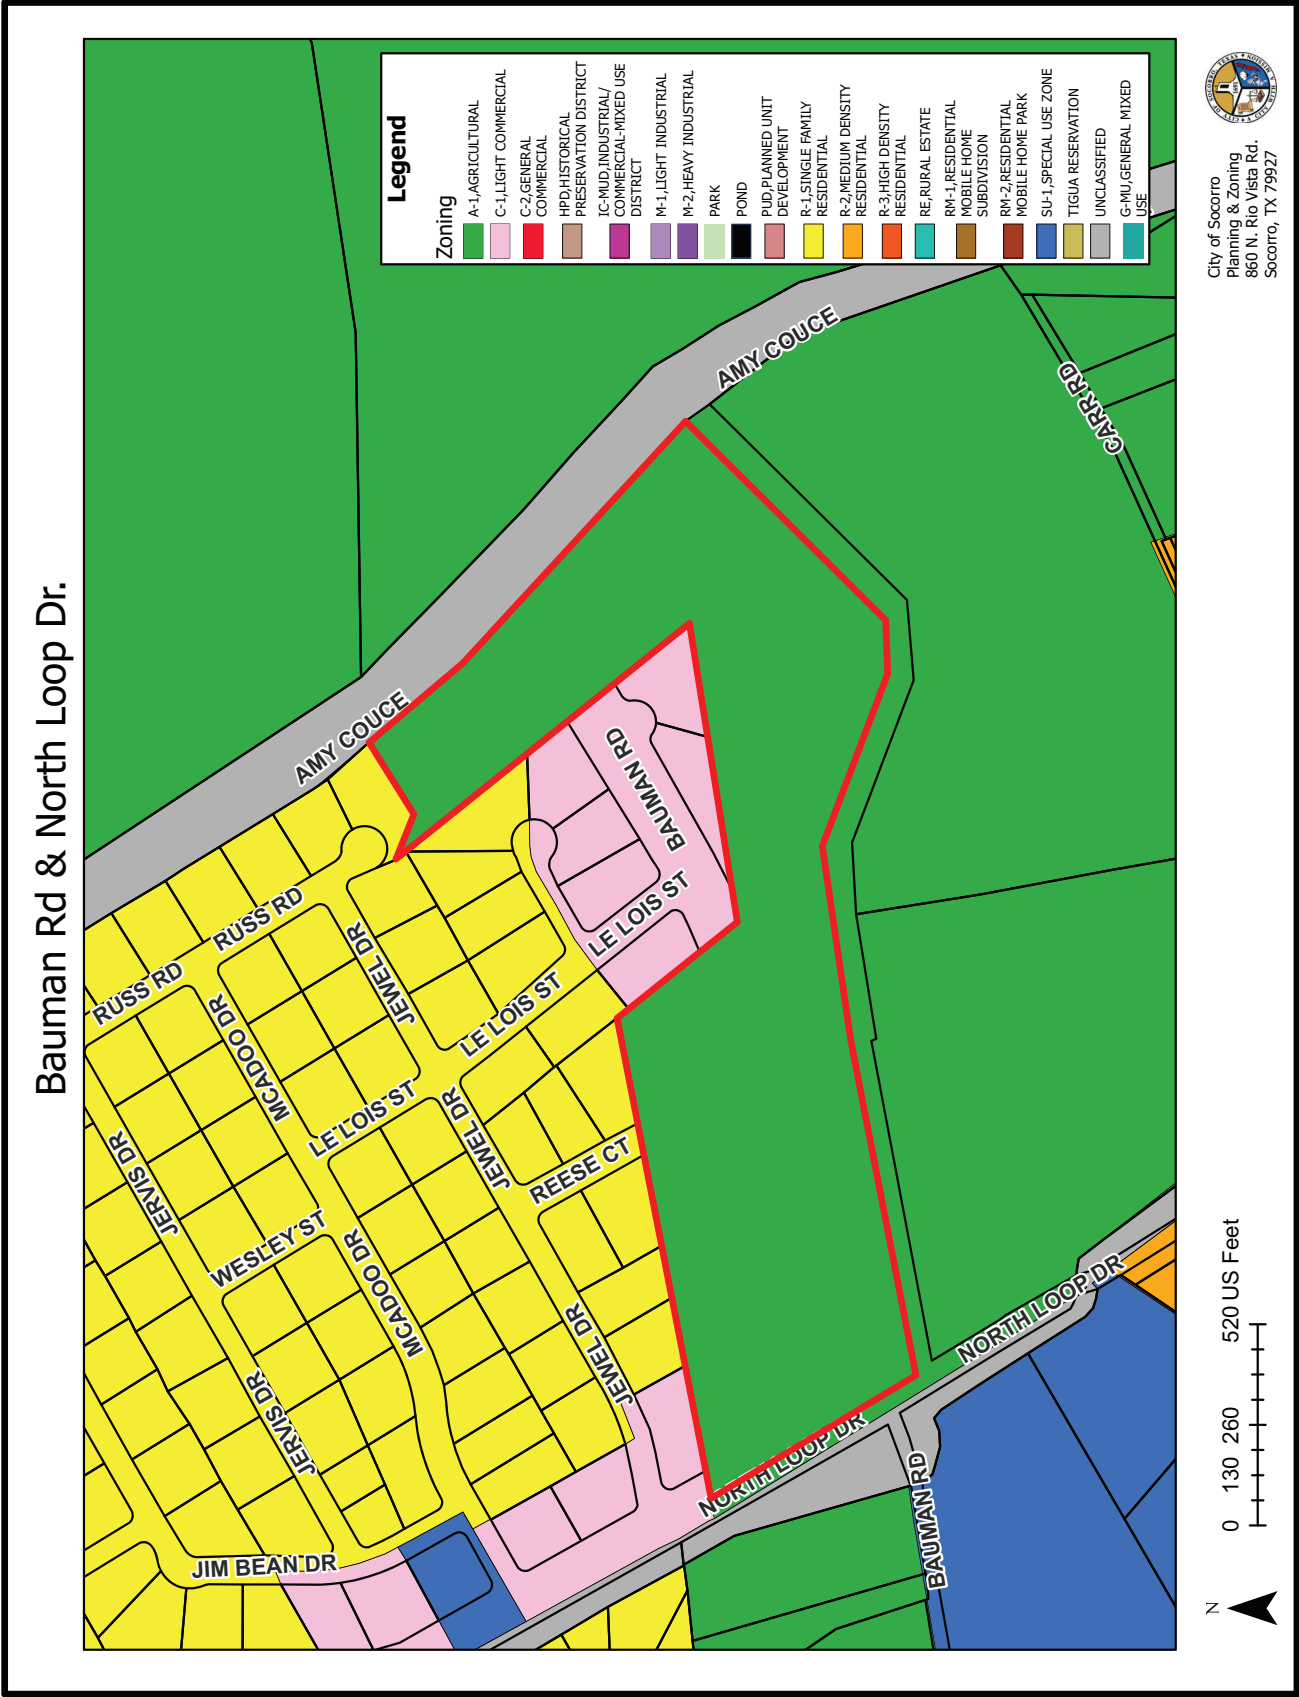 Bauman Rd & North Loop Dr.
AMY COUCE
AMY COUCE
RUSS RD
RUSS RD
JEWEL DR
MCADOO DR
LE LOIS ST
LE LOIS ST
LE LOIS ST
BAUMAN RD
JERVIS DR
WESLEY ST
MCADOO DR
JEWEL DR
REESE CT
JERVIS DR
JEWEL DR
JIM BEAN DR
NORTH LOOP DR
NORTH LOOP DR
BAUMAN RD
CARR RD
Legend
Zoning
A-1,AGRICULTURAL
C-1,LIGHT COMMERCIAL
C-2,GENERAL
COMMERCIAL
HPD,HISTORICAL
PRESERVATION DISTRICT
IC-MUD,INDUSTRIAL/
COMMERCIAL-MIXED USE
DISTRICT
M-1,LIGHT INDUSTRIAL
M-2,HEAVY INDUSTRIAL
PARK
POND
PUD,PLANNED UNIT
DEVELOPMENT
R-1,SINGLE FAMILY
RESIDENTIAL
R-2,MEDIUM DENSITY
RESIDENTIAL
R-3,HIGH DENSITY
RESIDENTIAL
RE,RURAL ESTATE
RM-1,RESIDENTIAL
MOBILE HOME
SUBDIVISION
RM-2,RESIDENTIAL
MOBILE HOME PARK
SU-1,SPECIAL USE ZONE
TIGUA RESERVATION
UNCLASSIFIED
G-MU,GENERAL MIXED
USE
N
0 130 260 520 US Feet
City of Socorro
Planning & Zoning
860 N. Rio Vista Rd.
Socorro, TX 79927